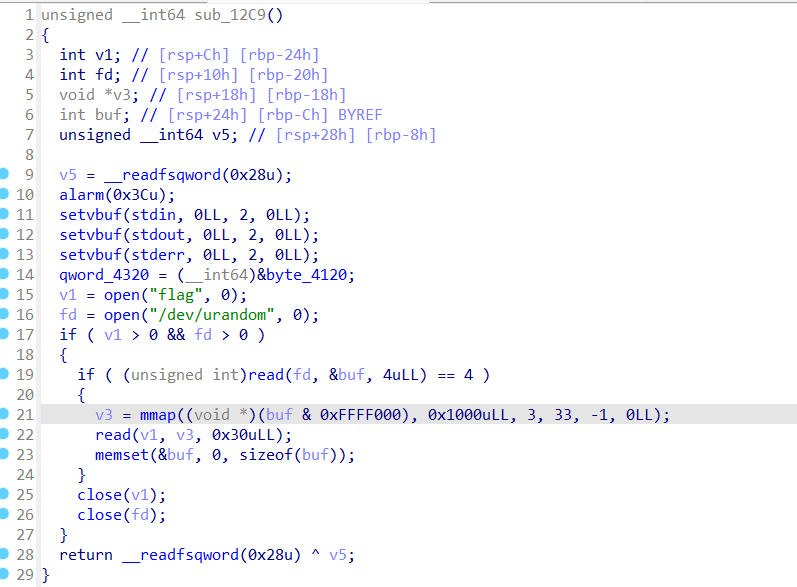 1 unsigned __int64 sub_12C9()
2 {
3 int v1; // [rsp+Ch] [rbp-24h]
4 int fd; // [rsp+10h] [rbp-20h]
5 void *v3; // [rsp+18h] [rbp-18h]
6 int buf; // [rsp+24h] [rbp-Ch] BYREF
7 unsigned __int64 v5; // [rsp+28h] [rbp-8h]
8
9 v5 = __readfsqword(0x28u);
10 alarm(0x3Cu);
11 setvbuf(stdin, 0LL, 2, 0LL);
12 setvbuf(stdout, 0LL, 2, 0LL);
13 setvbuf(stderr, 0LL, 2, 0LL);
14 qword_4320 = (__int64)&byte_4120;
15 v1 = open("flag", 0);
16 fd = open("/dev/urandom", 0);
17 if ( v1 > 0 && fd > 0 )
18 {
19 if ( (unsigned int)read(fd, &buf, 4uLL) == 4 )
20 {
21 v3 = mmap((void *)(buf & 0xFFFF000), 0x1000uLL, 3, 33, -1, 0LL);
22 read(v1, v3, 0x30uLL);
23 memset(&buf, 0, sizeof(buf));
24 }
25 close(v1);
26 close(fd);
27 }
28 return __readfsqword(0x28u) ^ v5;
29 }